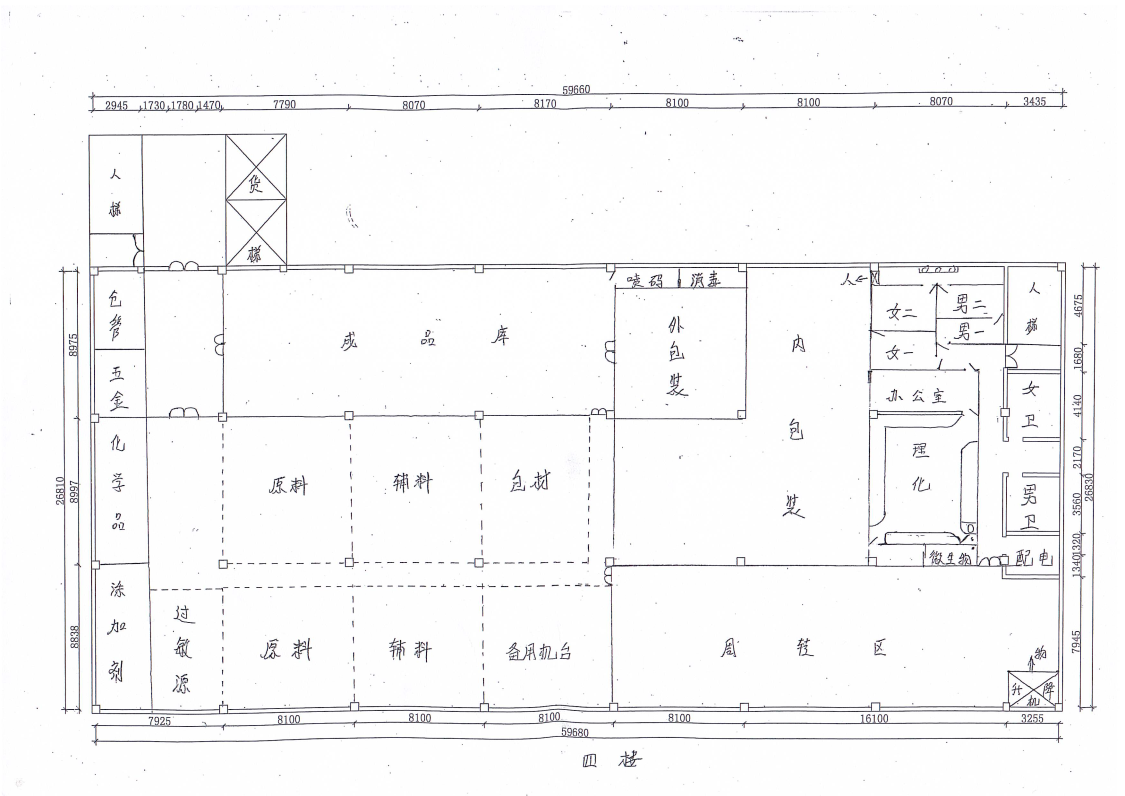 59660
2945 1730 1780 1470 7790 8070 8170 8100 8100 8070 3435
人梯
货梯
喷码 消毒
人
包管
成品库
外包装
内包装
女二
男二
男一
女一
人梯
五金
办公室
女卫
化学品
原料
辅料
包材
理化
男卫
微生物
配电
添加剂
过敏源
原料
辅料
备用机台
周转区
物
升降机
8975
8997
8838
26810
4675
1680
4140
2170
3560
1320
1340
7945
26830
7925 8100 8100 8100 8100 16100 3255
59680
四楼